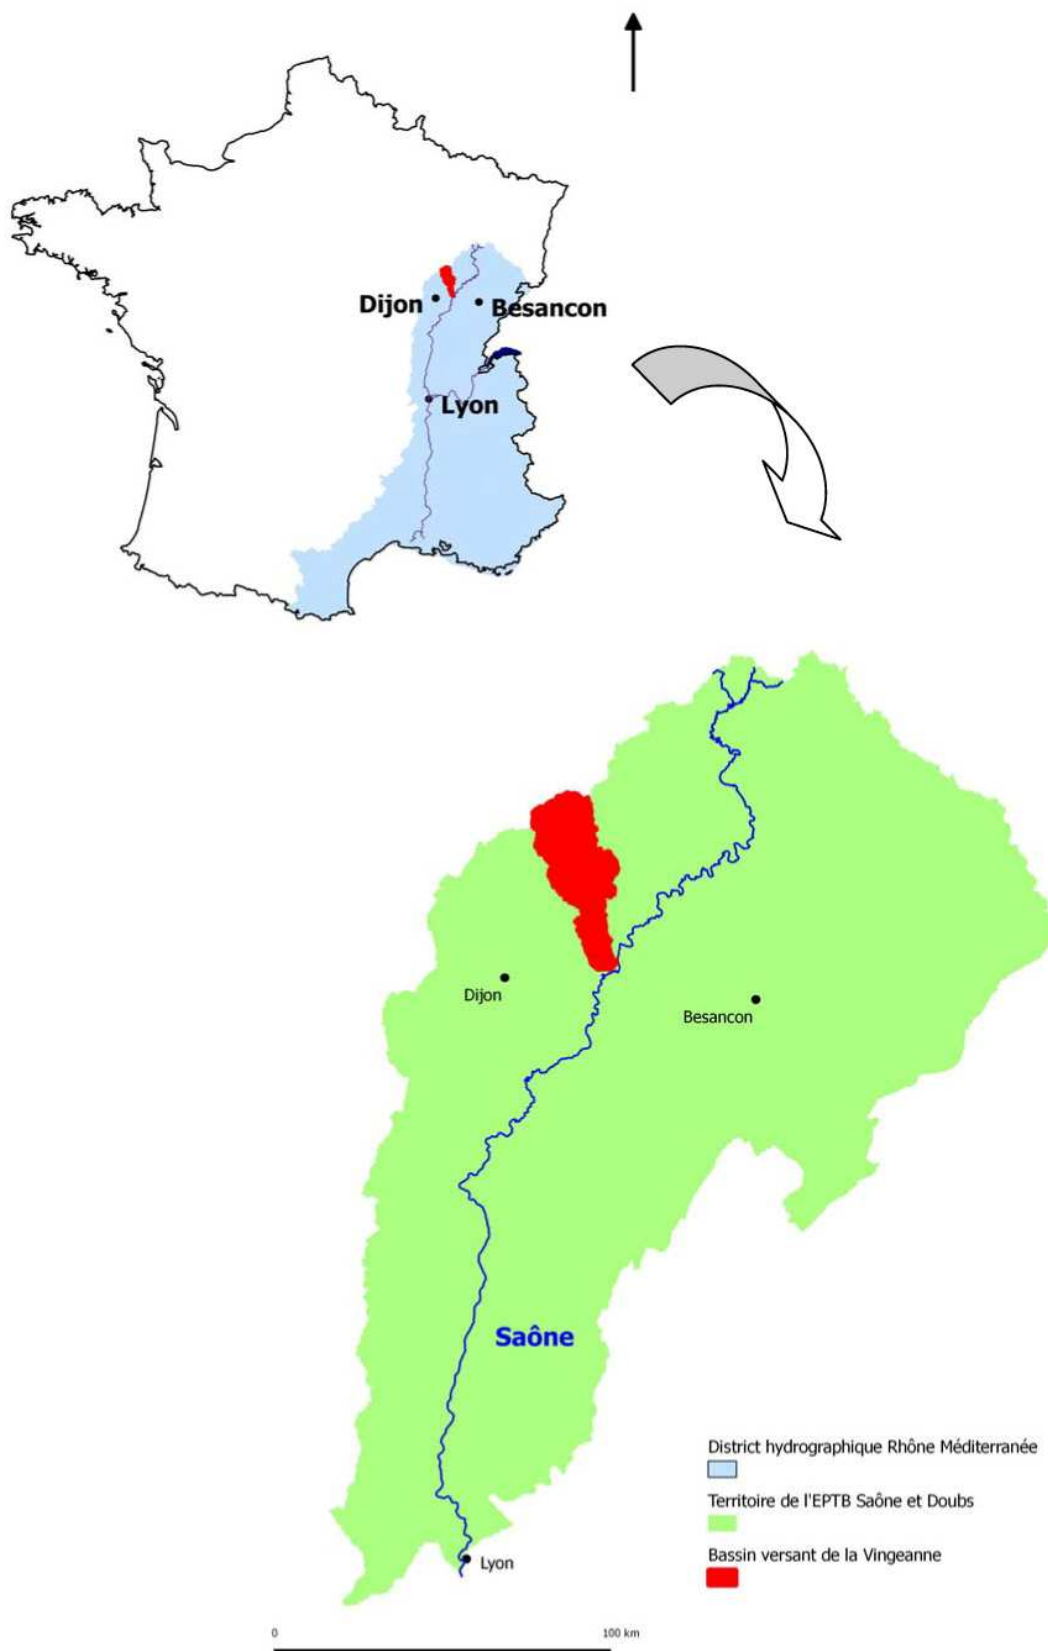 Dijon
Besancon
Lyon
Dijon
Besancon
Saône
District hydrographique Rhône Méditerranée
Territoire de l'EPTB Saône et Doubs
Bassin versant de la Vingeanne
Lyon
0
100 km